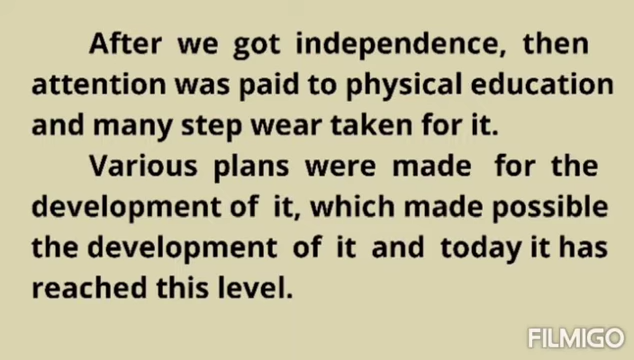 After we got independence, then
attention was paid to physical education
and many step wear taken for it.
Various plans were made for the
development of it, which made possible
the development of it and today it has
reached this level.
FILMIGO